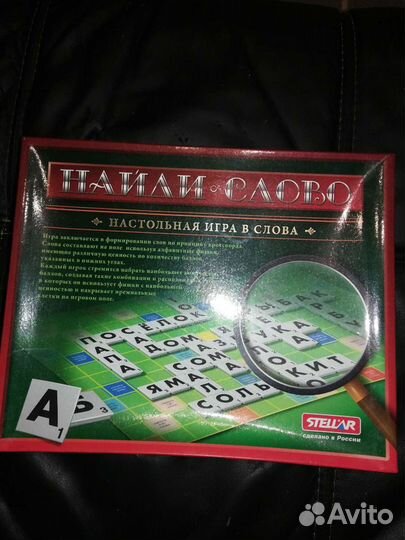 НАЙДИ СЛОВО
НАСТОЛЬНАЯ ИГРА В СЛОВА
Игра заключается в формировании слов по принципу кроссворда.
Слова составляют на поле используя алфавитные фишки,
имеющие различную ценность по количеству баллов,
указанных в нижних углах.
Каждый игрок стремится набрать наибольшее
баллов, создавая такие комбинации и
в которых он использует фишки с наибольшей
ценностью и накрывает премиальные
клетки на игровом поле.
ПОСЁЛОК
ДОМ
СОМ
ЯМА
СОЛЬ
КИТ
А
1
Ь
3
STELLAR
сделано в России
Avito